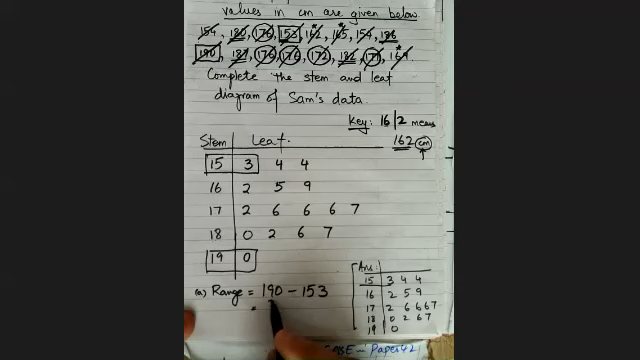 values in cm are given below
154, 180, 176, 153, 162, 165, 154, 186
190, 187, 176, 176, 172, 182, 177, 169
Complete the stem and leaf
diagram of Sam's data.
Key: 16 | 2 means
162 cm
Stem Leaf.
15 3 4 4
16 2 5 9
17 2 6 6 6 7
18 0 2 6 7
19 0
(a) Range = 190 - 153
=
Ans:
15 3 4 4
16 2 5 9
17 2 6 6 6 7
18 0 2 6 7
19 0
Paper 42